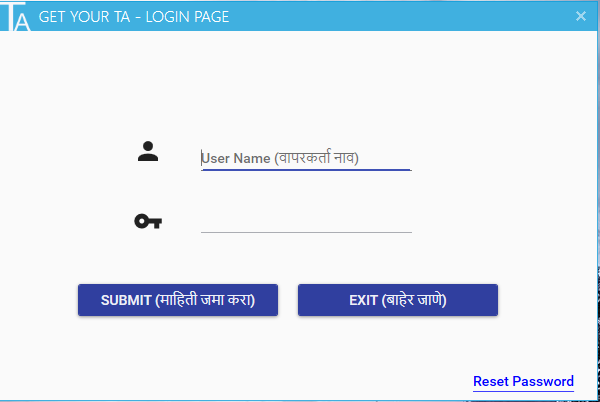 TA GET YOUR TA - LOGIN PAGE
User Name (वापरकर्ता नाव)
SUBMIT (माहिती जमा करा)
EXIT (बाहेर जाणे)
Reset Password